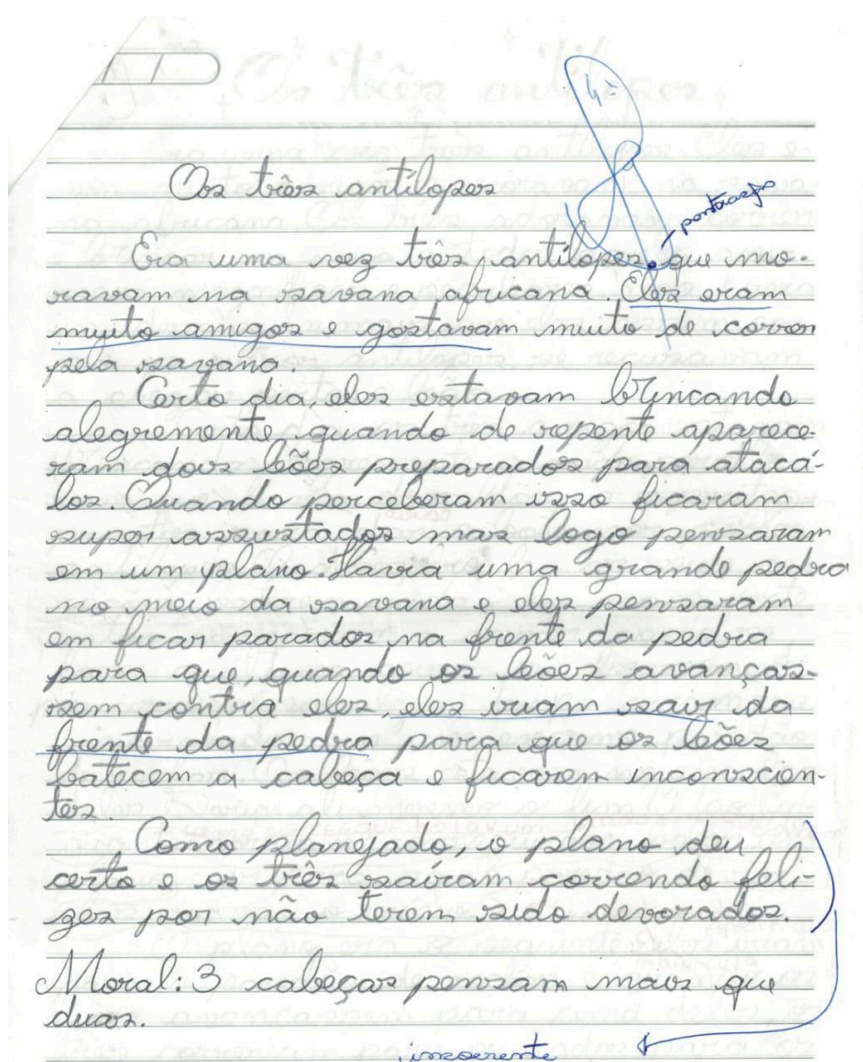 4ª
Os três antílopes
pontuação
Era uma vez três, antílopes, que mo-
ravam na savana africana. Eles eram
muito amigos e gostavam muito de correr
pela savana.
Certo dia eles estavam brincando
alegremente, quando de repente aparece-
ram dois leões preparados para atacá-
los. Quando perceberam isso ficaram
super assustados mas logo pensaram
em um plano. Havia uma grande pedra
no meio da savana e eles pensaram
em ficar parados na frente da pedra
para que, quando os leões avanças-
sem contra eles, eles iriam sair da
frente da pedra para que os leões
batecem a cabeça e ficarem inconscien-
tes.
Como planejado, o plano deu
certo e os três saíram correndo feli-
zes por não terem sido devorados.
Moral: 3 cabeças pensam mais que
duas.
incoerente